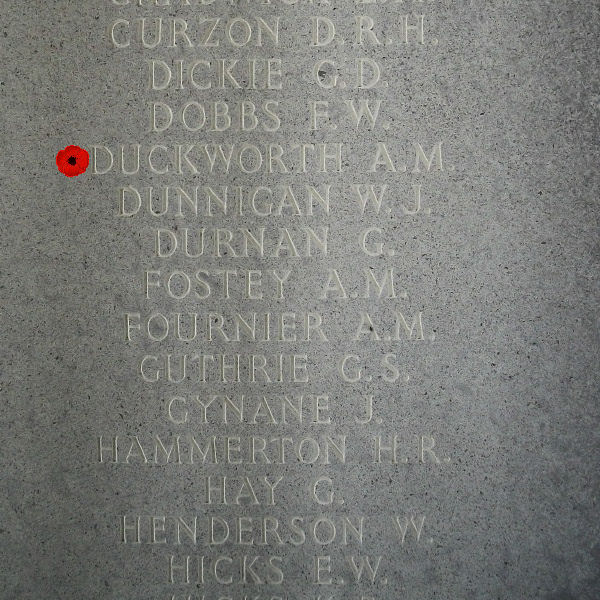 CURZON D.R.H.
DICKIE G.D.
DOBBS F.W.
DUCKWORTH A.M.
DUNNIGAN W.J.
DURNAN G.
FOSTEY A.M.
FOURNIER A.M.
GUTHRIE G.S.
GYNANE J.
HAMMERTON H.R.
HAY G.
HENDERSON W.
HICKS E.W.